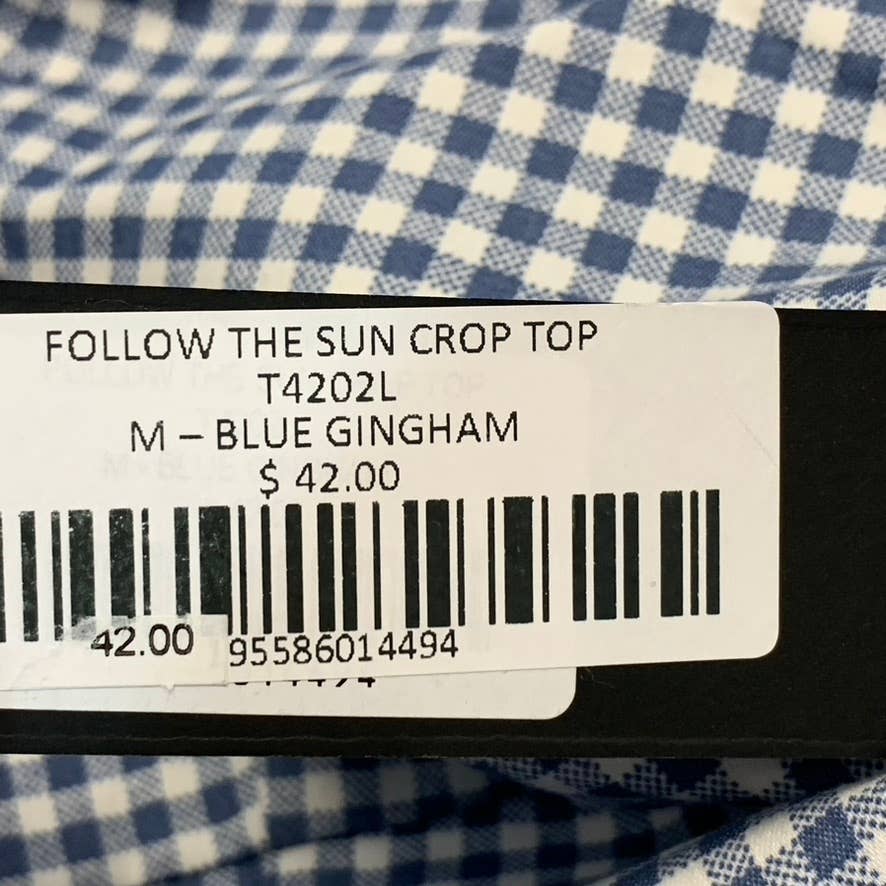 FOLLOW THE SUN CROP TOP
T4202L
M – BLUE GINGHAM
$ 42.00
42.00
95586014494